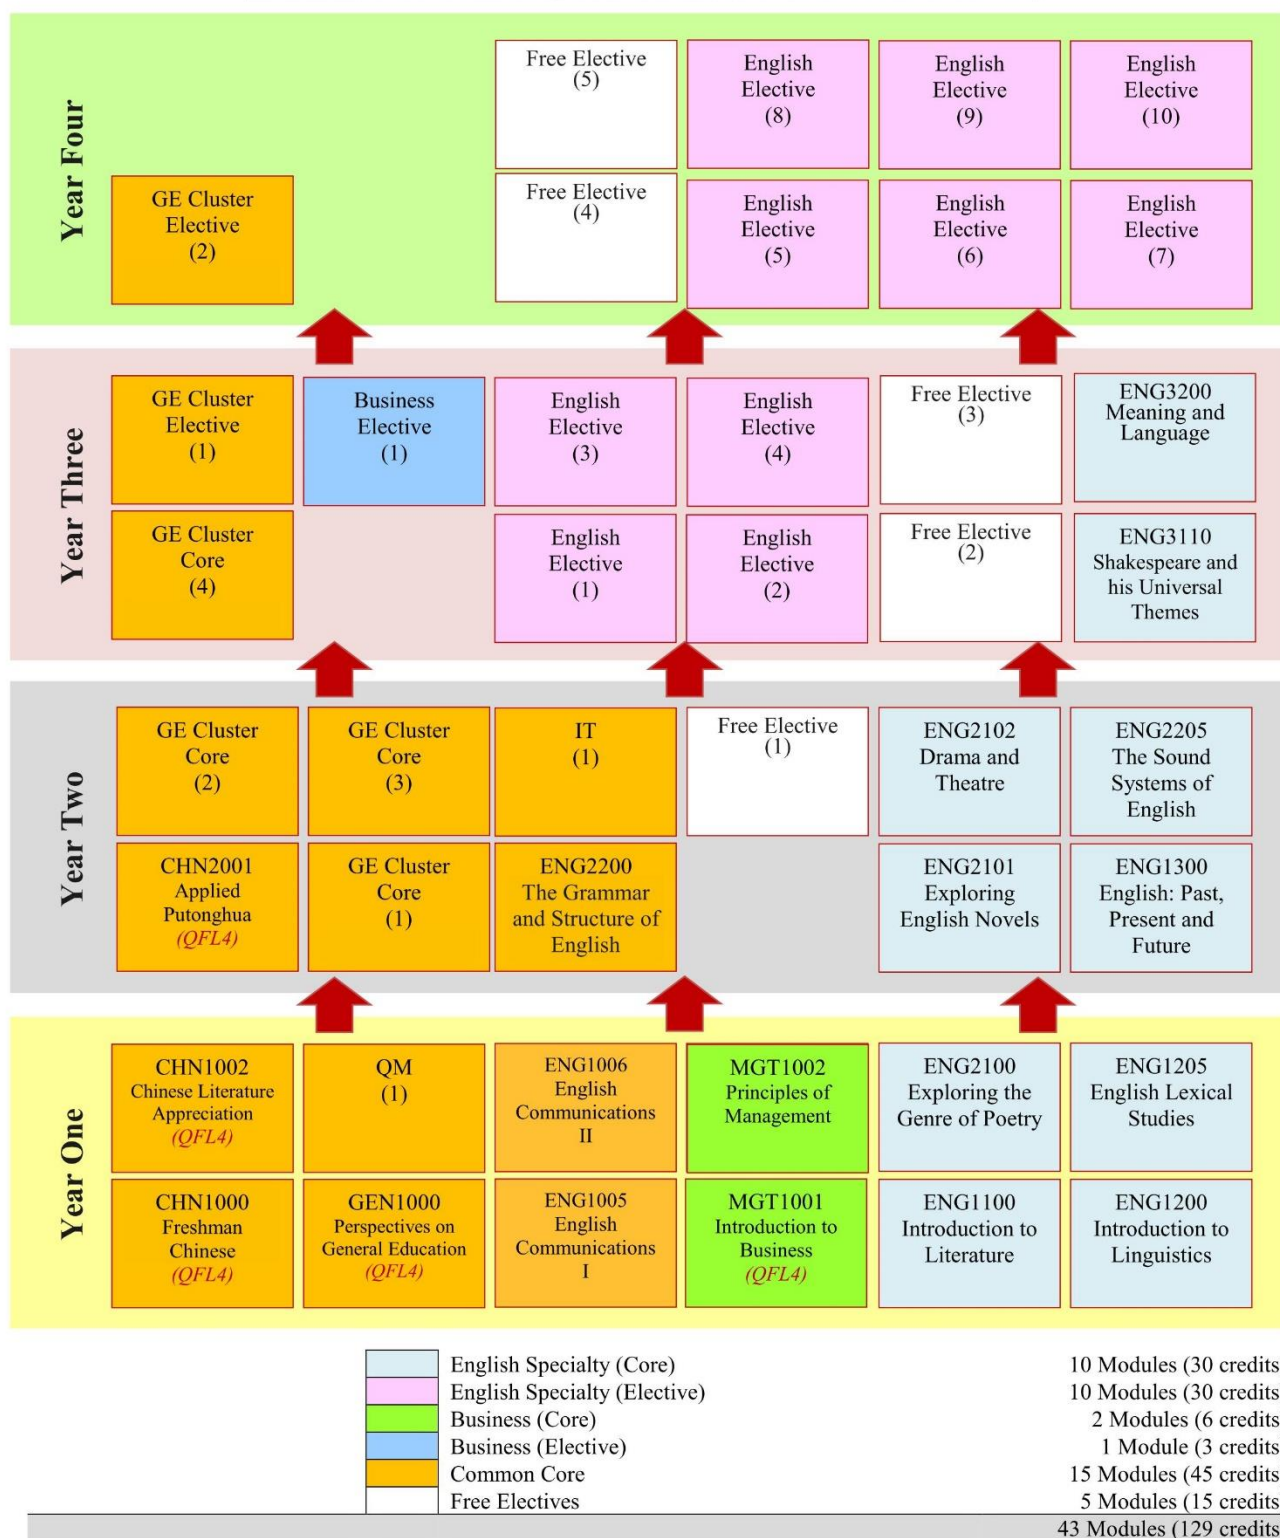 Year Four
Free Elective
(5)
English
Elective
(8)
English
Elective
(9)
English
Elective
(10)
GE Cluster
Elective
(2)
Free Elective
(4)
English
Elective
(5)
English
Elective
(6)
English
Elective
(7)
Year Three
GE Cluster
Elective
(1)
Business
Elective
(1)
English
Elective
(3)
English
Elective
(4)
Free Elective
(3)
ENG3200
Meaning and
Language
GE Cluster
Core
(4)
English
Elective
(1)
English
Elective
(2)
Free Elective
(2)
ENG3110
Shakespeare and
his Universal
Themes
Year Two
GE Cluster
Core
(2)
GE Cluster
Core
(3)
IT
(1)
Free Elective
(1)
ENG2102
Drama and
Theatre
ENG2205
The Sound
Systems of
English
CHN2001
Applied
Putonghua
(QFL4)
GE Cluster
Core
(1)
ENG2200
The Grammar
and Structure of
English
ENG2101
Exploring
English Novels
ENG1300
English: Past,
Present and
Future
Year One
CHN1002
Chinese Literature
Appreciation
(QFL4)
QM
(1)
ENG1006
English
Communications
II
MGT1002
Principles of
Management
ENG2100
Exploring the
Genre of Poetry
ENG1205
English Lexical
Studies
CHN1000
Freshman
Chinese
(QFL4)
GEN1000
Perspectives on
General Education
(QFL4)
ENG1005
English
Communications
I
MGT1001
Introduction to
Business
(QFL4)
ENG1100
Introduction to
Literature
ENG1200
Introduction to
Linguistics
English Specialty (Core) 10 Modules (30 credits
English Specialty (Elective) 10 Modules (30 credits
Business (Core) 2 Modules (6 credits
Business (Elective) 1 Module (3 credits
Common Core 15 Modules (45 credits
Free Electives 5 Modules (15 credits
43 Modules (129 credits